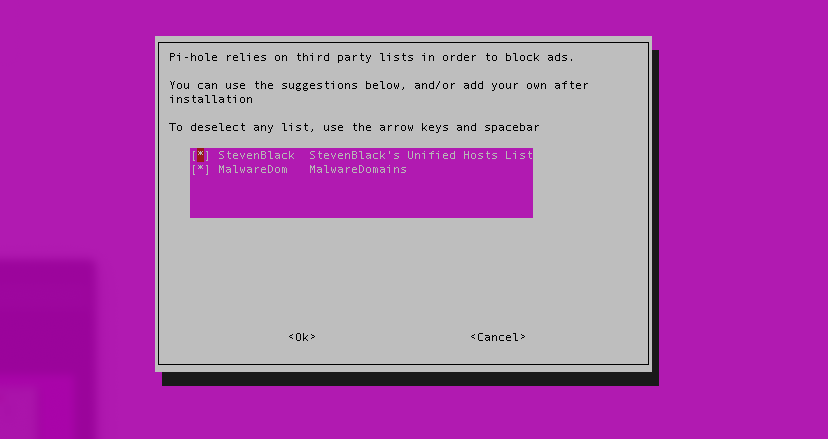 Pi-hole relies on third party lists in order to block ads.
You can use the suggestions below, and/or add your own after
installation
To deselect any list, use the arrow keys and spacebar
[*] StevenBlack  StevenBlack's Unified Hosts List
[*] MalwareDom   MalwareDomains
<Ok>                      <Cancel>